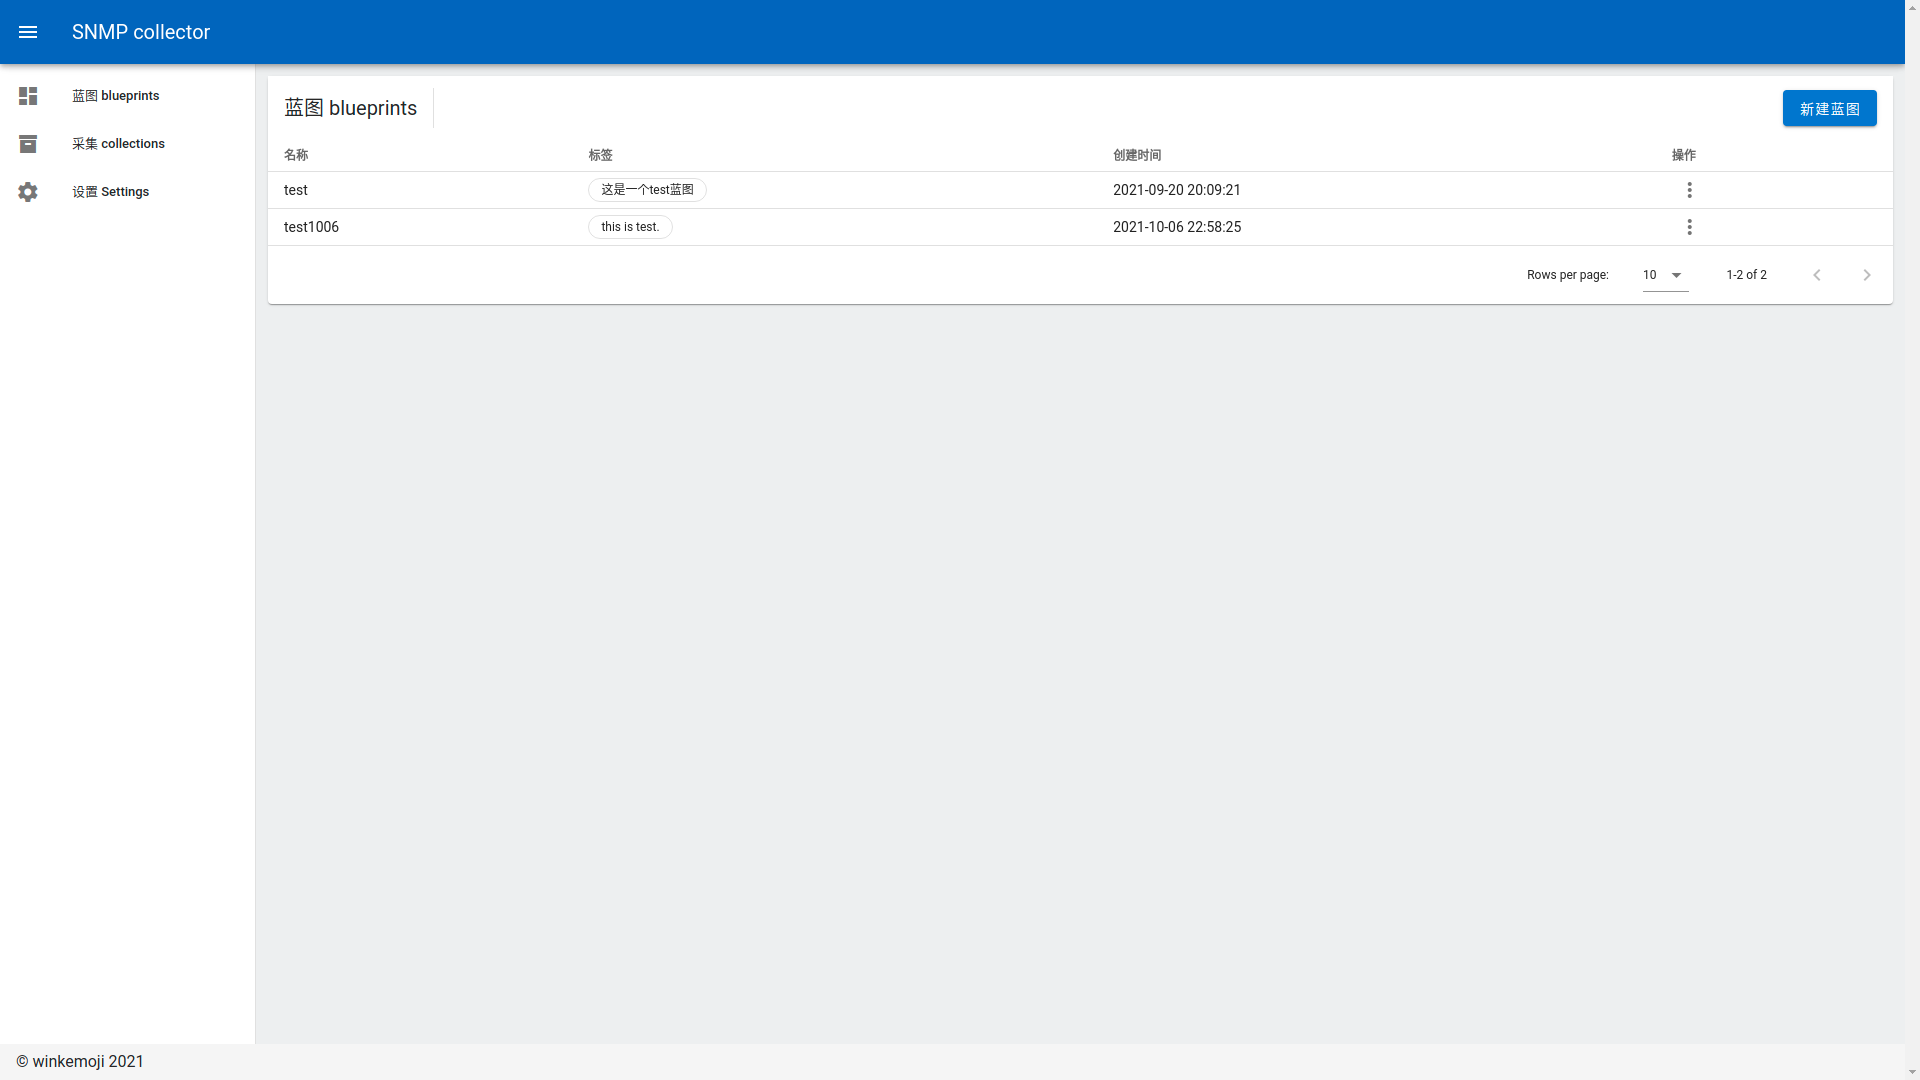 SNMP collector
蓝图 blueprints
采集 collections
设置 Settings
蓝图 blueprints
新建蓝图
名称 标签 创建时间 操作
test 这是一个test蓝图 2021-09-20 20:09:21
test1006 this is test. 2021-10-06 22:58:25
Rows per page: 10 1-2 of 2
© winkemoji 2021